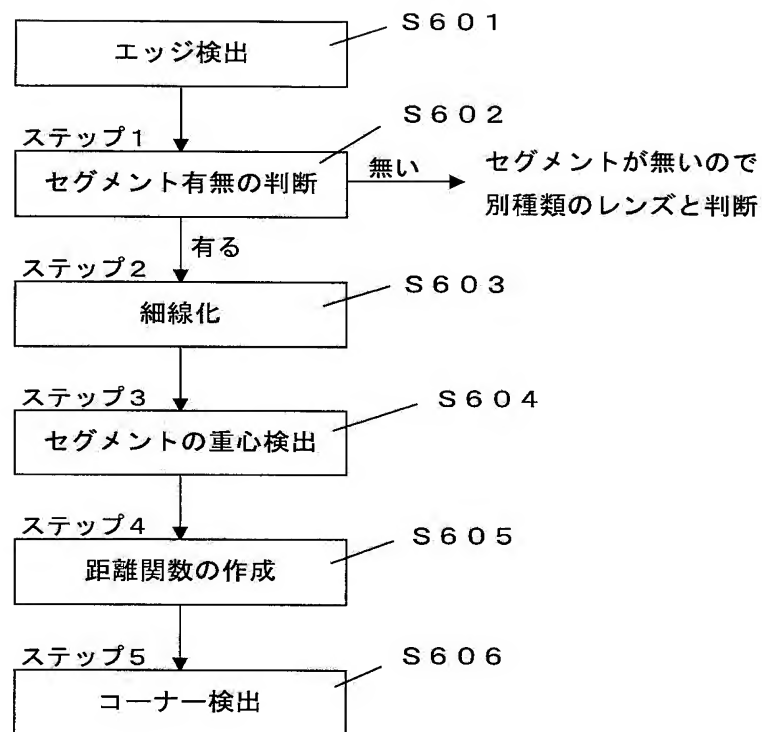 S601
エッジ検出
ステップ1
S602
セグメント有無の判断
無い
セグメントが無いので
別種類のレンズと判断
有る
ステップ2
S603
細線化
ステップ3
S604
セグメントの重心検出
ステップ4
S605
距離関数の作成
ステップ5
S606
コーナー検出